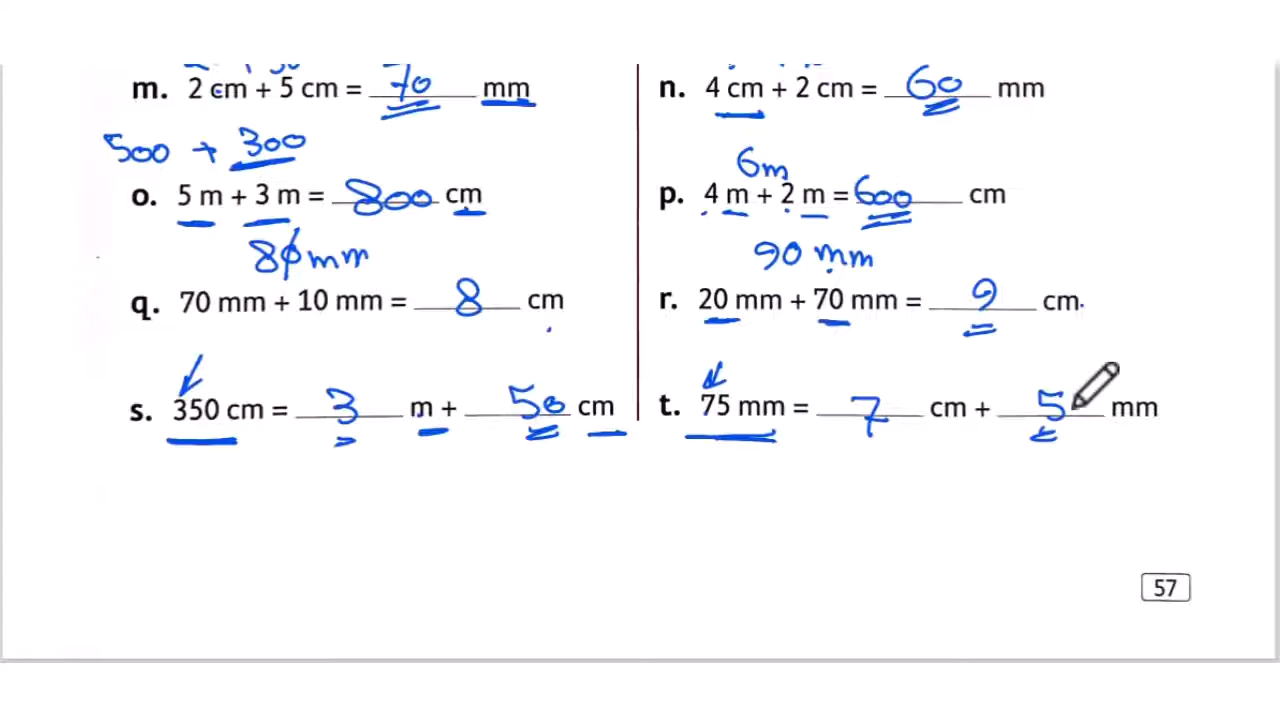 m. 2 cm + 5 cm = 70 mm
n. 4 cm + 2 cm = 60 mm
500 + 300
o. 5 m + 3 m = 800 cm
6m
p. 4 m + 2 m = 600 cm
80 mm
q. 70 mm + 10 mm = 8 cm
90 mm
r. 20 mm + 70 mm = 9 cm
s. 350 cm = 3 m + 50 cm
t. 75 mm = 7 cm + 5 mm
57